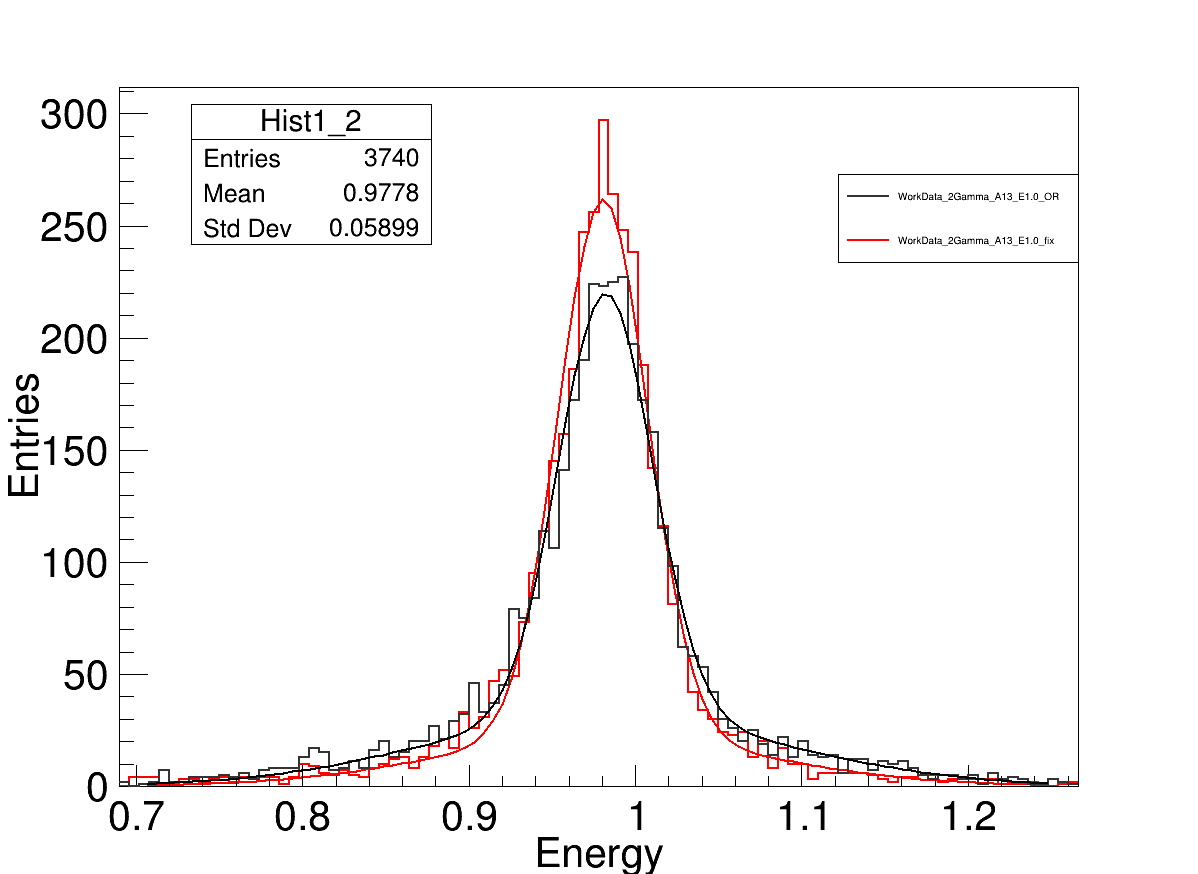 Hist1_2
Entries 3740
Mean 0.9778
Std Dev 0.05899
WorkData_2Gamma_A13_E1.0_OR
WorkData_2Gamma_A13_E1.0_fix
300
250
200
150
100
50
0
Entries
0.7 0.8 0.9 1 1.1 1.2
Energy